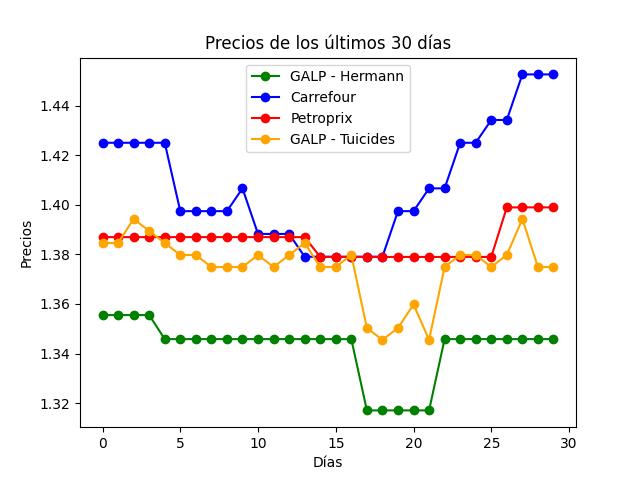 Precios de los últimos 30 días
GALP - Hermann
Carrefour
Petroprix
GALP - Tuicides
Precios
1.44
1.42
1.40
1.38
1.36
1.34
1.32
0 5 10 15 20 25 30
Días